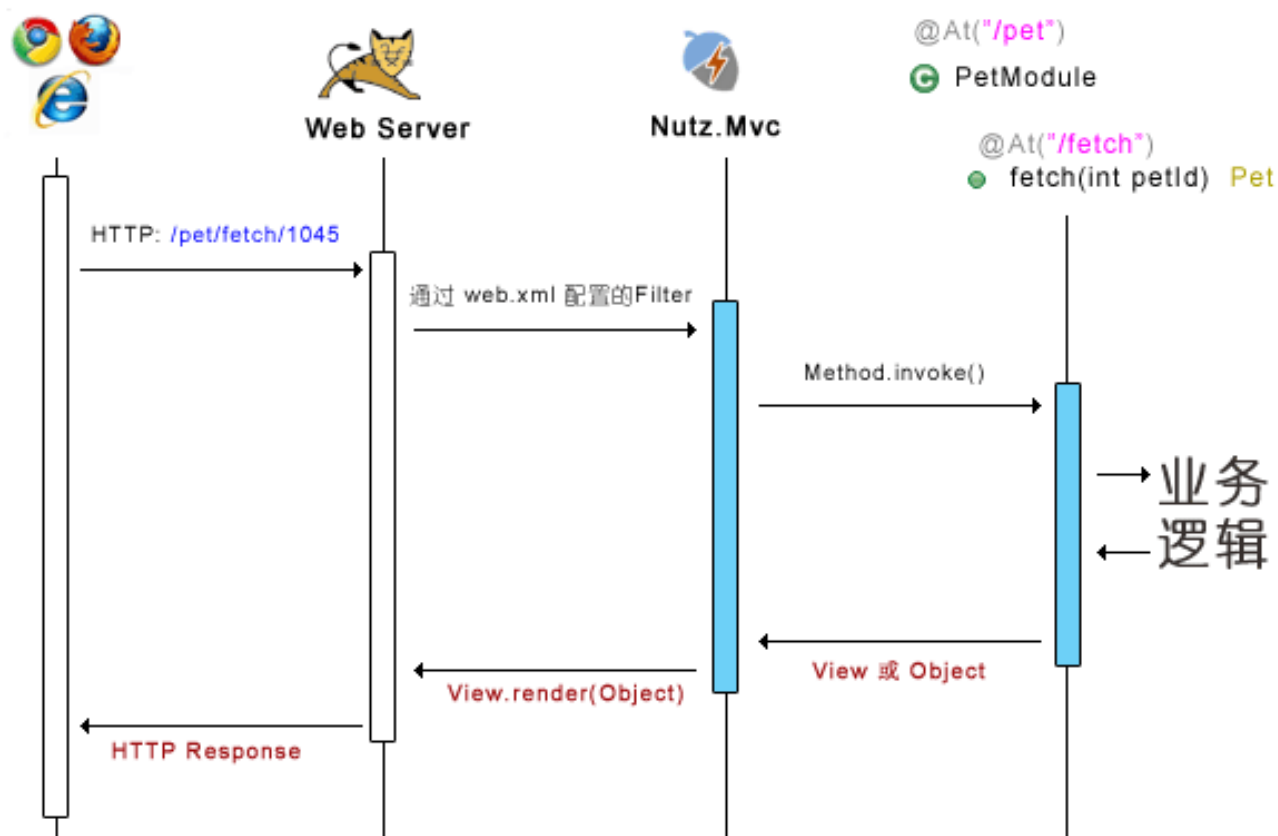 @At("/pet")
PetModule
Web Server
Nutz.Mvc
@At("/fetch")
fetch(int petId) Pet
HTTP: /pet/fetch/1045
通过 web.xml 配置的Filter
Method.invoke()
业务
逻辑
View 或 Object
View.render(Object)
HTTP Response